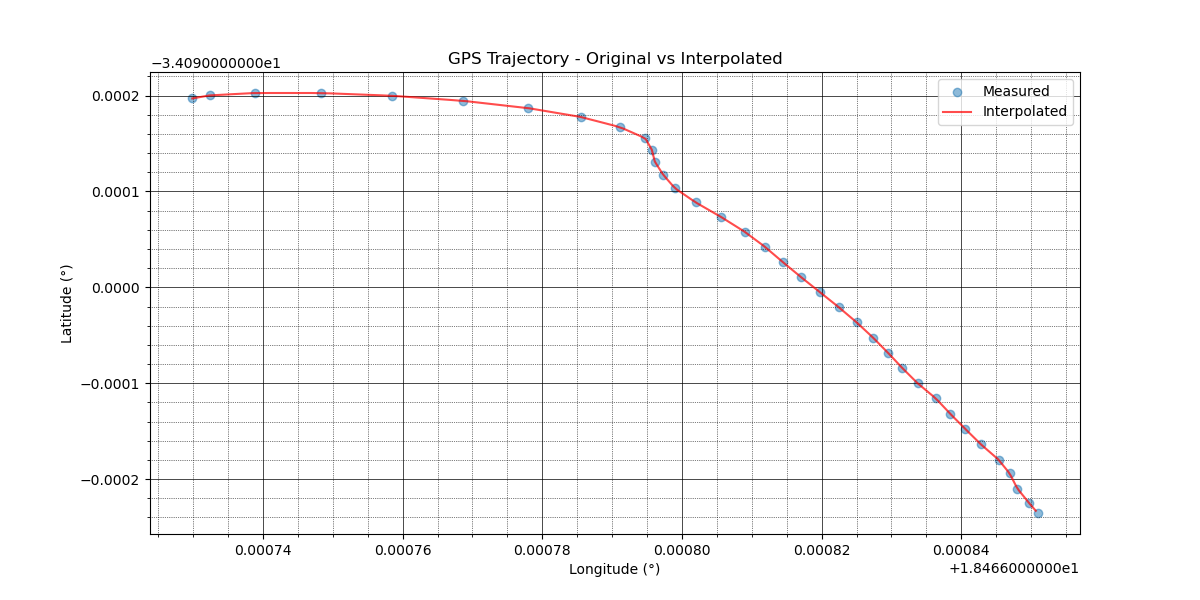 GPS Trajectory - Original vs Interpolated
−3.4090000000e1
Measured
Interpolated
0.0002
0.0001
0.0000
−0.0001
−0.0002
Latitude (°)
0.00074
0.00076
0.00078
0.00080
0.00082
0.00084
Longitude (°)
+1.8466000000e1